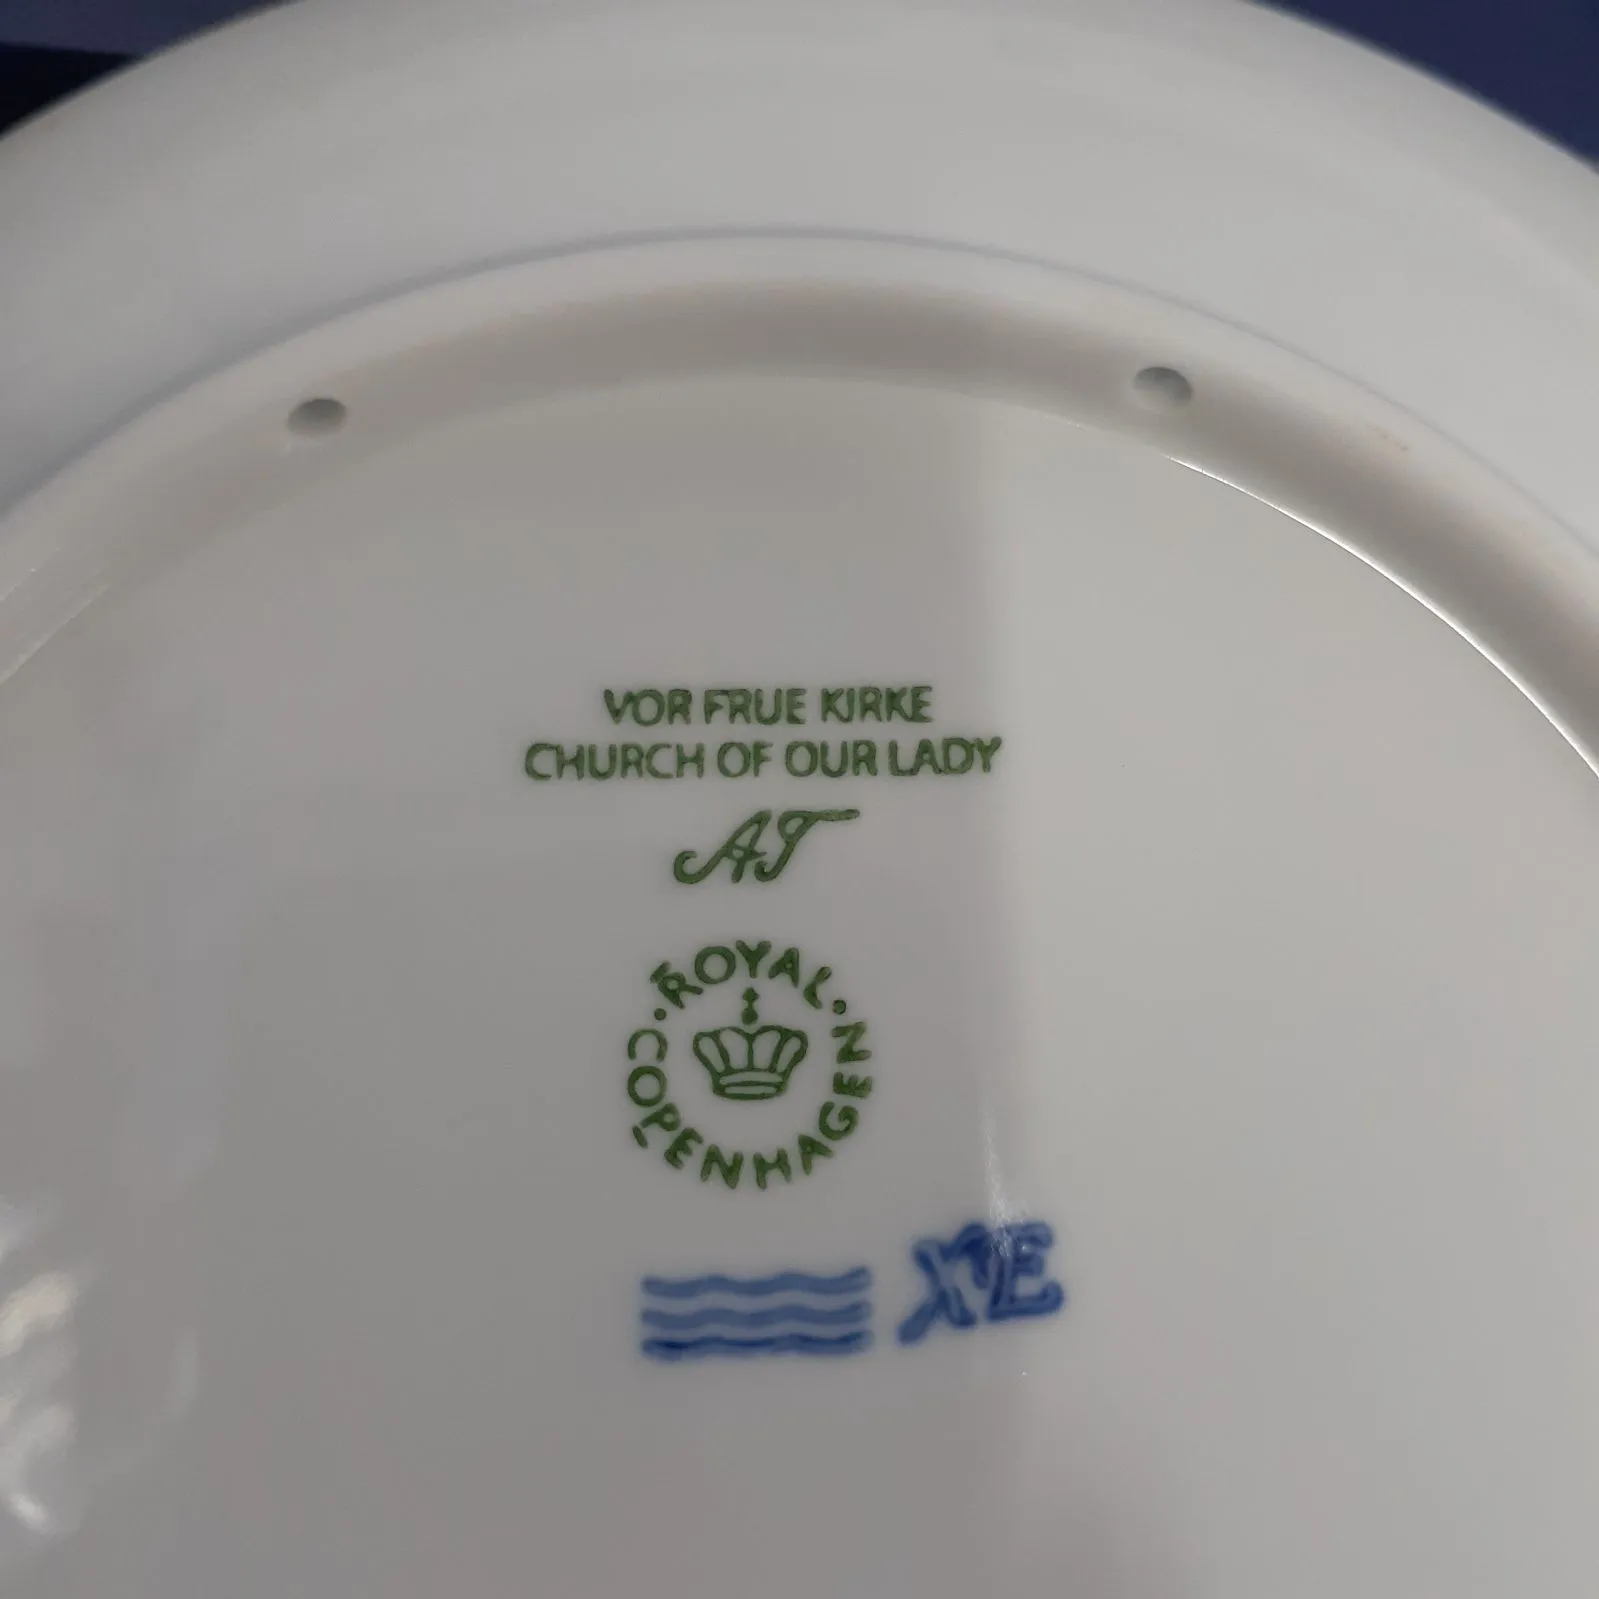 VOR FRUE KIRKE
CHURCH OF OUR LADY
AT
ROYAL
COPENHAGEN